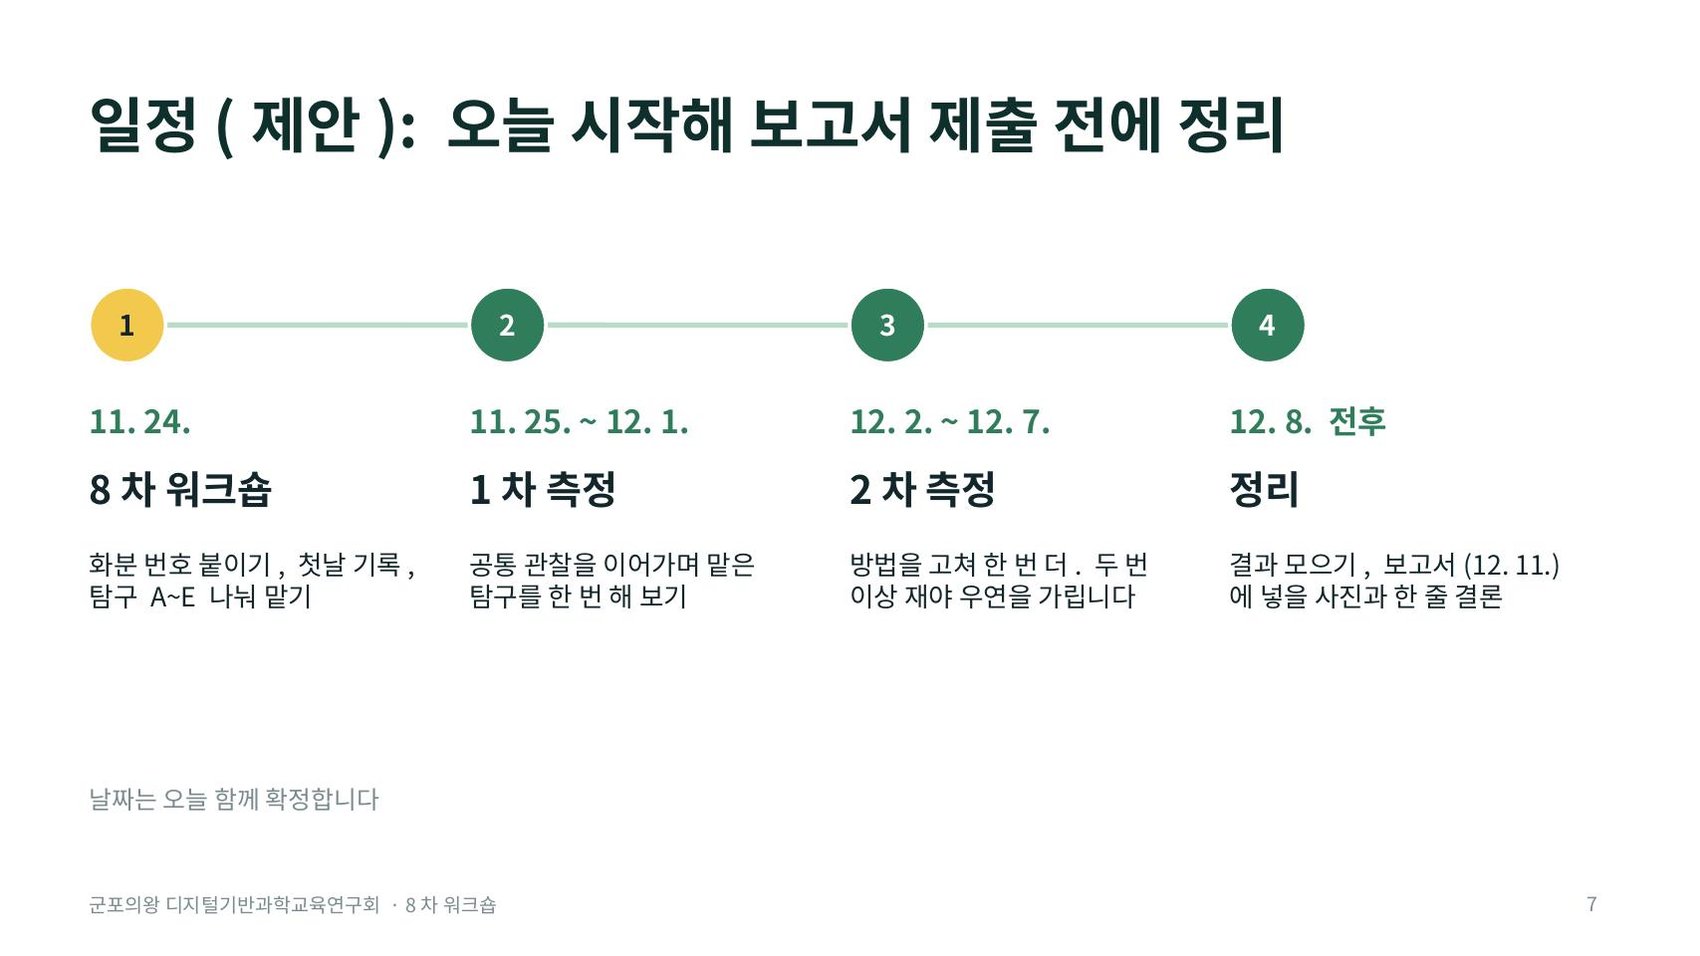 일정 ( 제안 ): 오늘 시작해 보고서 제출 전에 정리
1
2
3
4
11. 24.
8 차 워크숍
화분 번호 붙이기 , 첫날 기록 ,
탐구 A~E 나눠 맡기
11. 25. ~ 12. 1.
1 차 측정
공통 관찰을 이어가며 맡은
탐구를 한 번 해 보기
12. 2. ~ 12. 7.
2 차 측정
방법을 고쳐 한 번 더 . 두 번
이상 재야 우연을 가립니다
12. 8. 전후
정리
결과 모으기 , 보고서 (12. 11.)
에 넣을 사진과 한 줄 결론
날짜는 오늘 함께 확정합니다
군포의왕 디지털기반과학교육연구회 · 8 차 워크숍
7